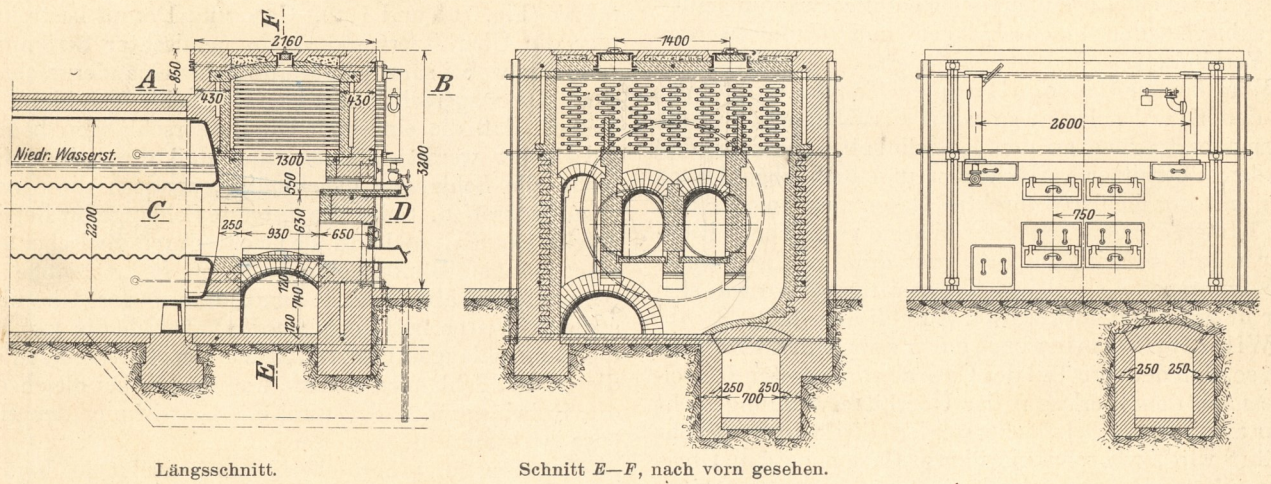 F
2160
850
A
430
430
B
Niedr. Wasserst.
1300
550
3200
2200
C
250
930
630
650
D
120
740
120
E
1400
250
250
700
2600
750
250
250
Längsschnitt.
Schnitt E—F, nach vorn gesehen.